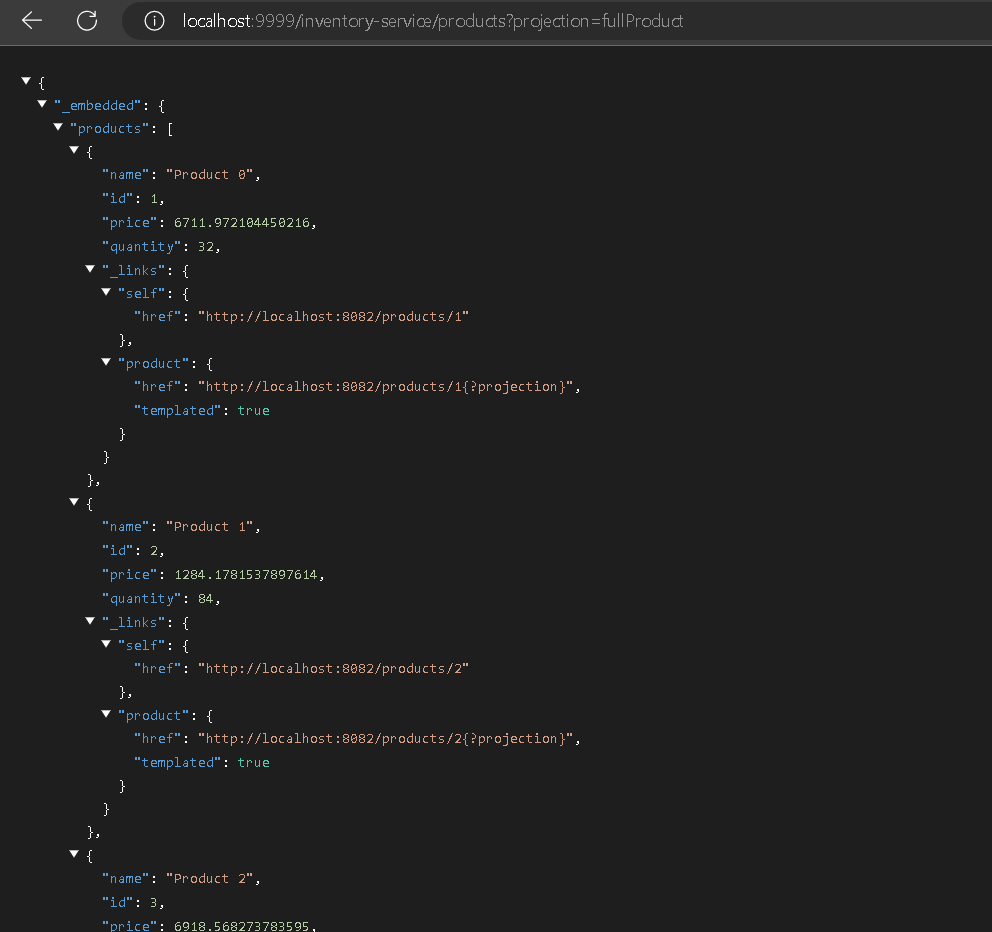 localhost:9999/inventory-service/products?projection=fullProduct
{
"_embedded": {
"products": [
{
"name": "Product 0",
"id": 1,
"price": 6711.972104450216,
"quantity": 32,
"_links": {
"self": {
"href": "http://localhost:8082/products/1"
},
"product": {
"href": "http://localhost:8082/products/1{?projection}",
"templated": true
}
}
},
{
"name": "Product 1",
"id": 2,
"price": 1284.1781537897614,
"quantity": 84,
"_links": {
"self": {
"href": "http://localhost:8082/products/2"
},
"product": {
"href": "http://localhost:8082/products/2{?projection}",
"templated": true
}
}
},
{
"name": "Product 2",
"id": 3,
"price": 6918.568273783595,